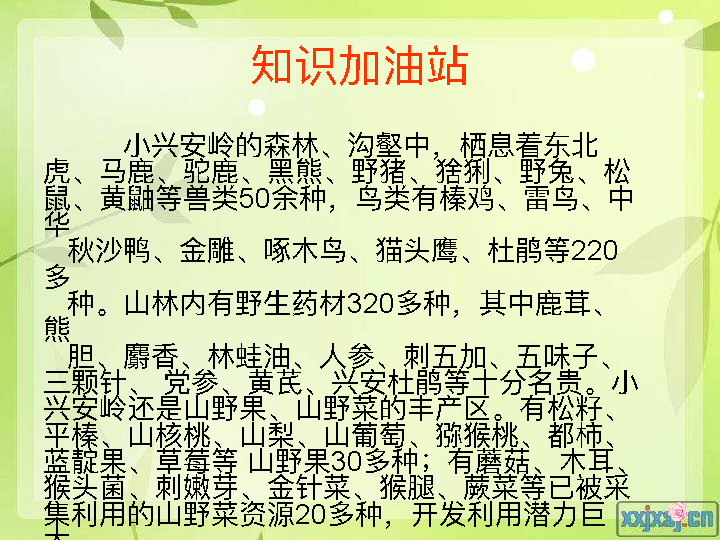 知识加油站
小兴安岭的森林、沟壑中，栖息着东北
虎、马鹿、驼鹿、黑熊、野猪、猞猁、野兔、松
鼠、黄鼬等兽类50余种，鸟类有榛鸡、雷鸟、中
华
秋沙鸭、金雕、啄木鸟、猫头鹰、杜鹃等220
多
种。山林内有野生药材320多种，其中鹿茸、
熊
胆、麝香、林蛙油、人参、刺五加、五味子、
三颗针、 党参、黄芪、兴安杜鹃等十分名贵。小
兴安岭还是山野果、山野菜的丰产区。有松籽、
平榛、山核桃、山梨、山葡萄、猕猴桃、都柿、
蓝靛果、草莓等 山野果30多种；有蘑菇、木耳、
猴头菌、刺嫩芽、金针菜、猴腿、蕨菜等已被采
集利用的山野菜资源20多种，开发利用潜力巨
xxjxsj.cn